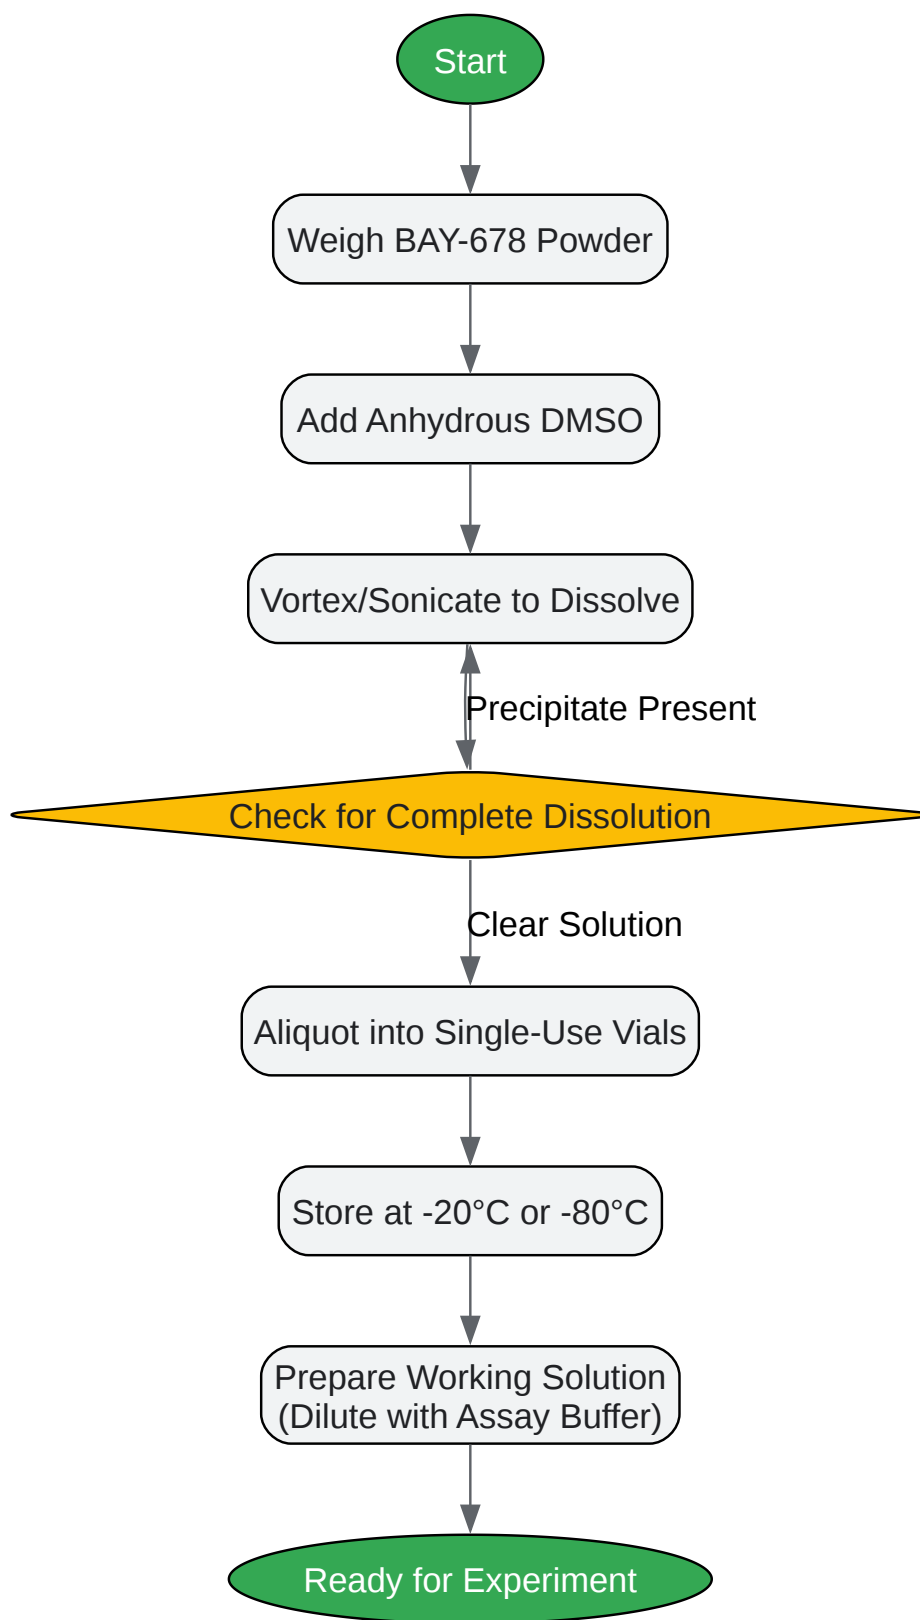 Start
Weigh BAY-678 Powder
Add Anhydrous DMSO
Vortex/Sonicate to Dissolve
Precipitate Present
Check for Complete Dissolution
Clear Solution
Aliquot into Single-Use Vials
Store at -20°C or -80°C
Prepare Working Solution
(Dilute with Assay Buffer)
Ready for Experiment